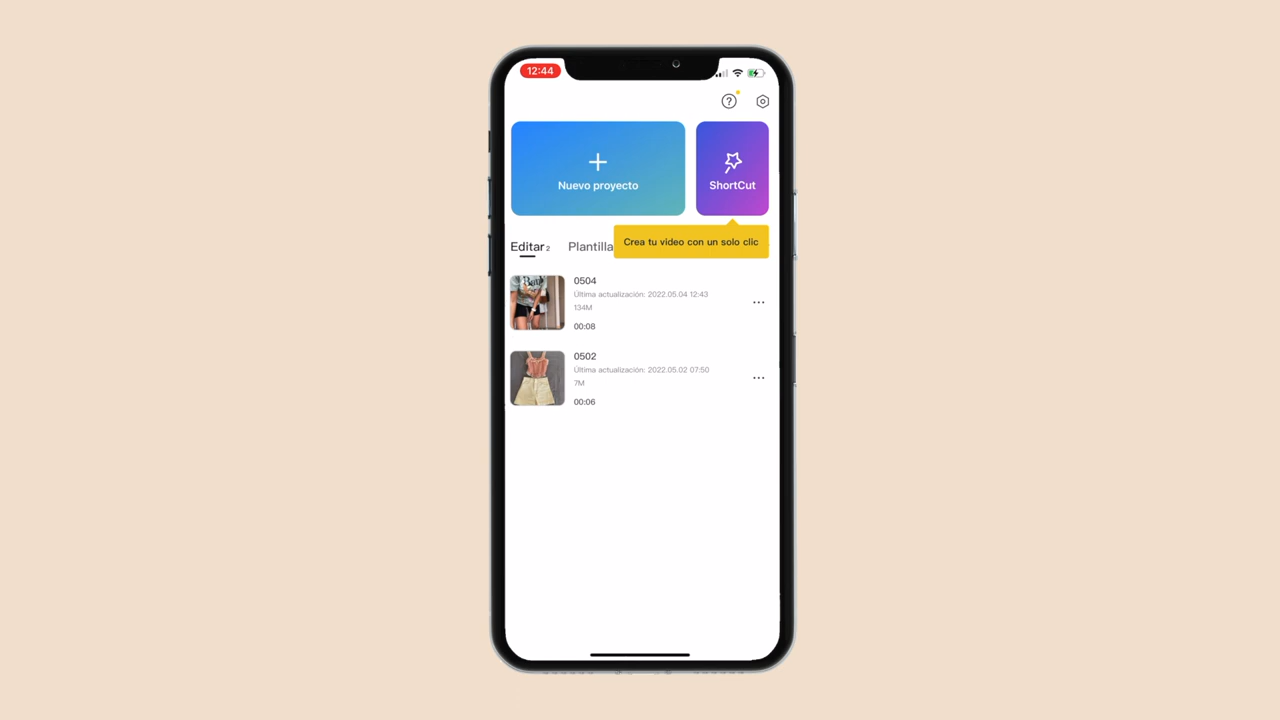 12:44
Nuevo proyecto
ShortCut
Crea tu video con un solo clic
Editar 2
Plantilla
0504
Última actualización: 2022.05.04 12:43
134M
00:08
0502
Última actualización: 2022.05.02 07:50
7M
00:06